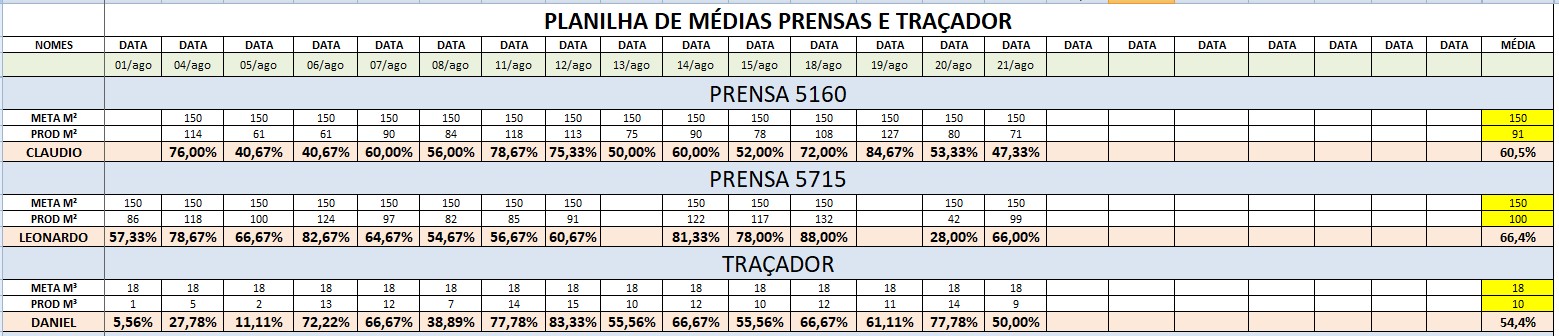 PLANILHA DE MÉDIAS PRENSAS E TRAÇADOR
NOMES DATA DATA DATA DATA DATA DATA DATA DATA DATA DATA DATA DATA DATA DATA DATA DATA DATA DATA DATA DATA DATA DATA MÉDIA
01/ago 04/ago 05/ago 06/ago 07/ago 08/ago 11/ago 12/ago 13/ago 14/ago 15/ago 18/ago 19/ago 20/ago 21/ago
PRENSA 5160
META M² 150 150 150 150 150 150 150 150 150 150 150 150 150 150 150
PROD M² 114 61 61 90 84 118 113 75 90 78 108 127 80 71 91
CLAUDIO 76,00% 40,67% 40,67% 60,00% 56,00% 78,67% 75,33% 50,00% 60,00% 52,00% 72,00% 84,67% 53,33% 47,33% 60,5%
PRENSA 5715
META M² 150 150 150 150 150 150 150 150 150 150 150 150 150 150
PROD M² 86 118 100 124 97 82 85 91 122 117 132 42 99 100
LEONARDO 57,33% 78,67% 66,67% 82,67% 64,67% 54,67% 56,67% 60,67% 81,33% 78,00% 88,00% 28,00% 66,00% 66,4%
TRAÇADOR
META M³ 18 18 18 18 18 18 18 18 18 18 18 18 18 18 18 18
PROD M³ 1 5 2 13 12 7 14 15 10 12 10 12 11 14 9 10
DANIEL 5,56% 27,78% 11,11% 72,22% 66,67% 38,89% 77,78% 83,33% 55,56% 66,67% 55,56% 66,67% 61,11% 77,78% 50,00% 54,4%